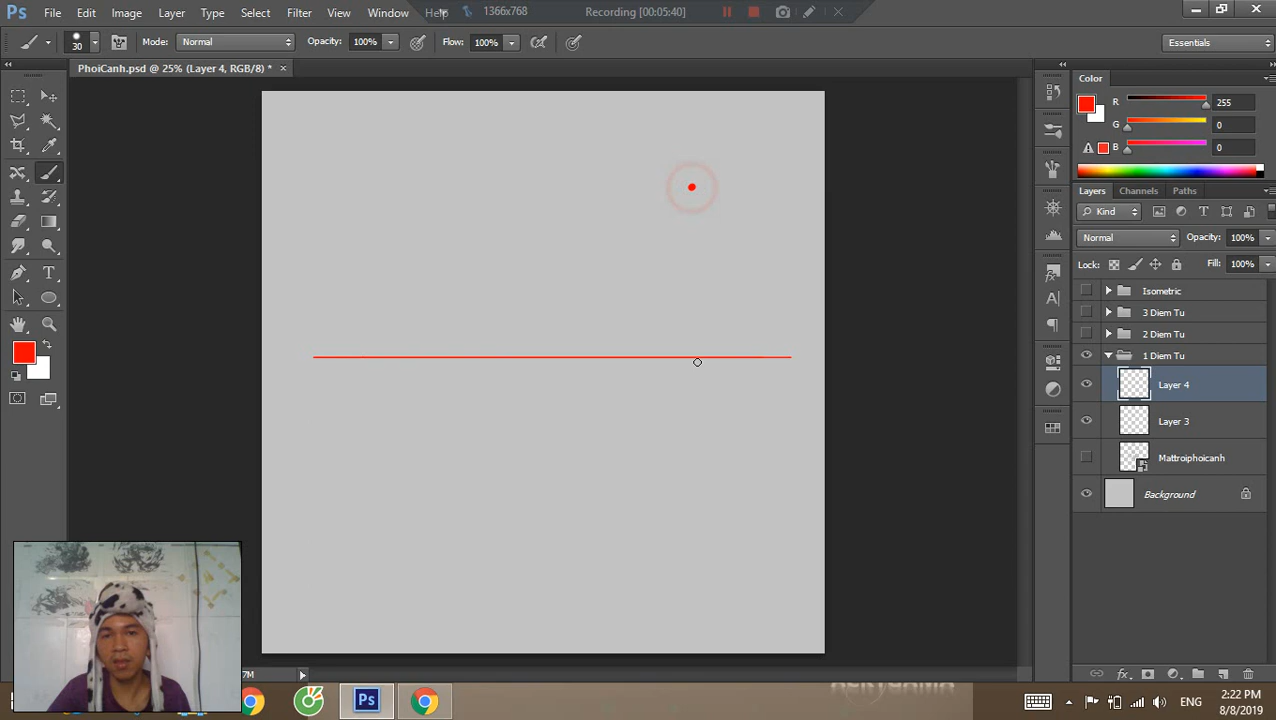 Ps File Edit Image Layer Type Select Filter 3D View Window Help 1366x768 Recording [00:05:40]
30 Mode: Normal Opacity: 100% Flow: 100% Essentials
PhoiCanh.psd @ 25% (Layer 4, RGB/8) * ×
Color
R 255
G 0
B 0
Layers Channels Paths
Kind
Normal Opacity: 100%
Lock: Fill: 100%
Isometric
3 Diem Tu
2 Diem Tu
1 Diem Tu
Layer 4
Layer 3
Mattroiphoicanh
Background
7M
Ps ENG 2:22 PM
8/8/2019